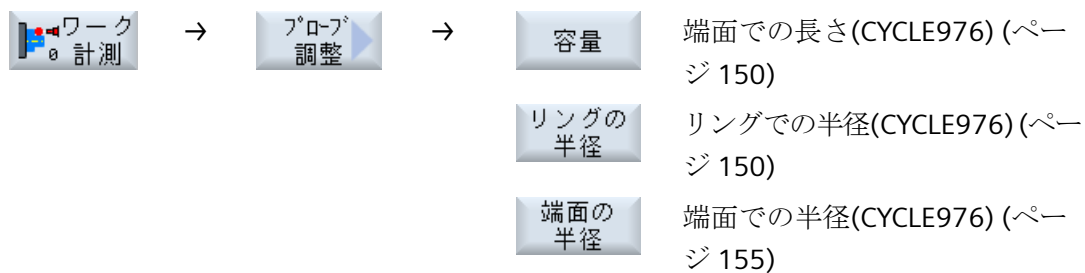 ワーク
0 計測
→
プローブ
調整
→
容量
端面での長さ(CYCLE976) (ペー
ジ 150)
リングの
半径
リングでの半径(CYCLE976) (ペー
ジ 150)
端面の
半径
端面での半径(CYCLE976) (ペー
ジ 155)